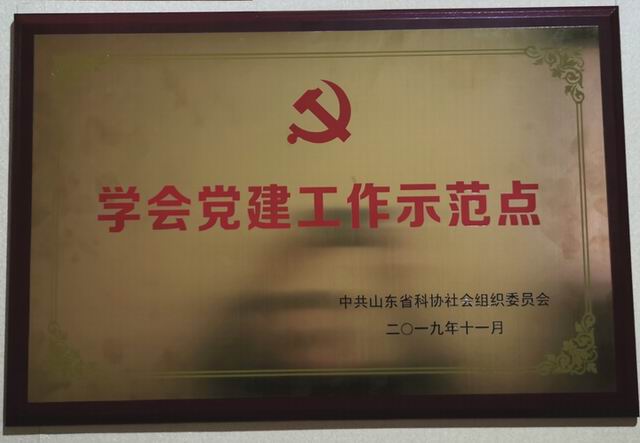 学会党建工作示范点
中共山东省科协社会组织委员会
二〇一九年十一月